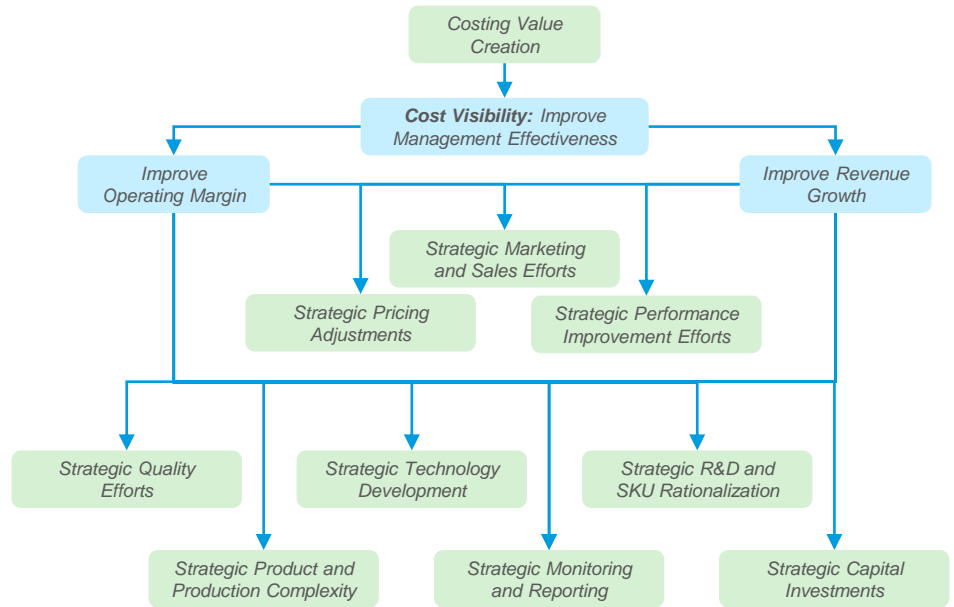 Costing Value
Creation
Cost Visibility: Improve
Management Effectiveness
Improve
Operating Margin
Improve Revenue
Growth
Strategic Marketing
and Sales Efforts
Strategic Pricing
Adjustments
Strategic Performance
Improvement Efforts
Strategic Quality
Efforts
Strategic Technology
Development
Strategic R&D and
SKU Rationalization
Strategic Product and
Production Complexity
Strategic Monitoring
and Reporting
Strategic Capital
Investments